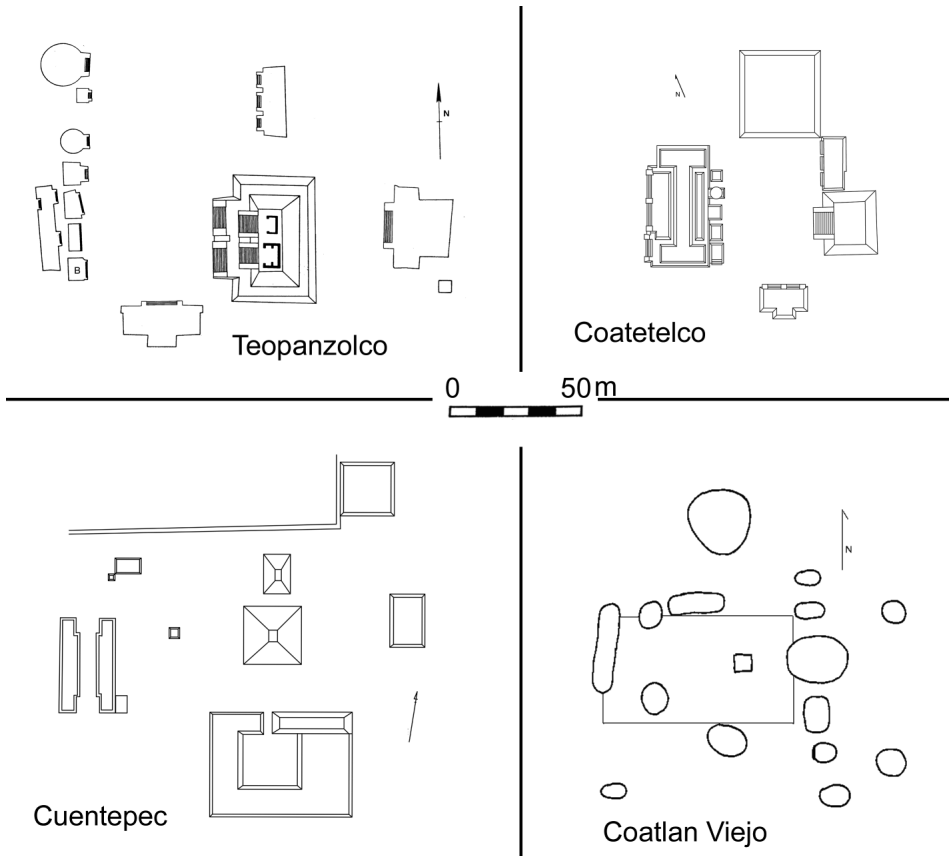 N
N
B
Teopanzolco
Coatetelco
0 50m
Cuentepec
N
Coatlan Viejo